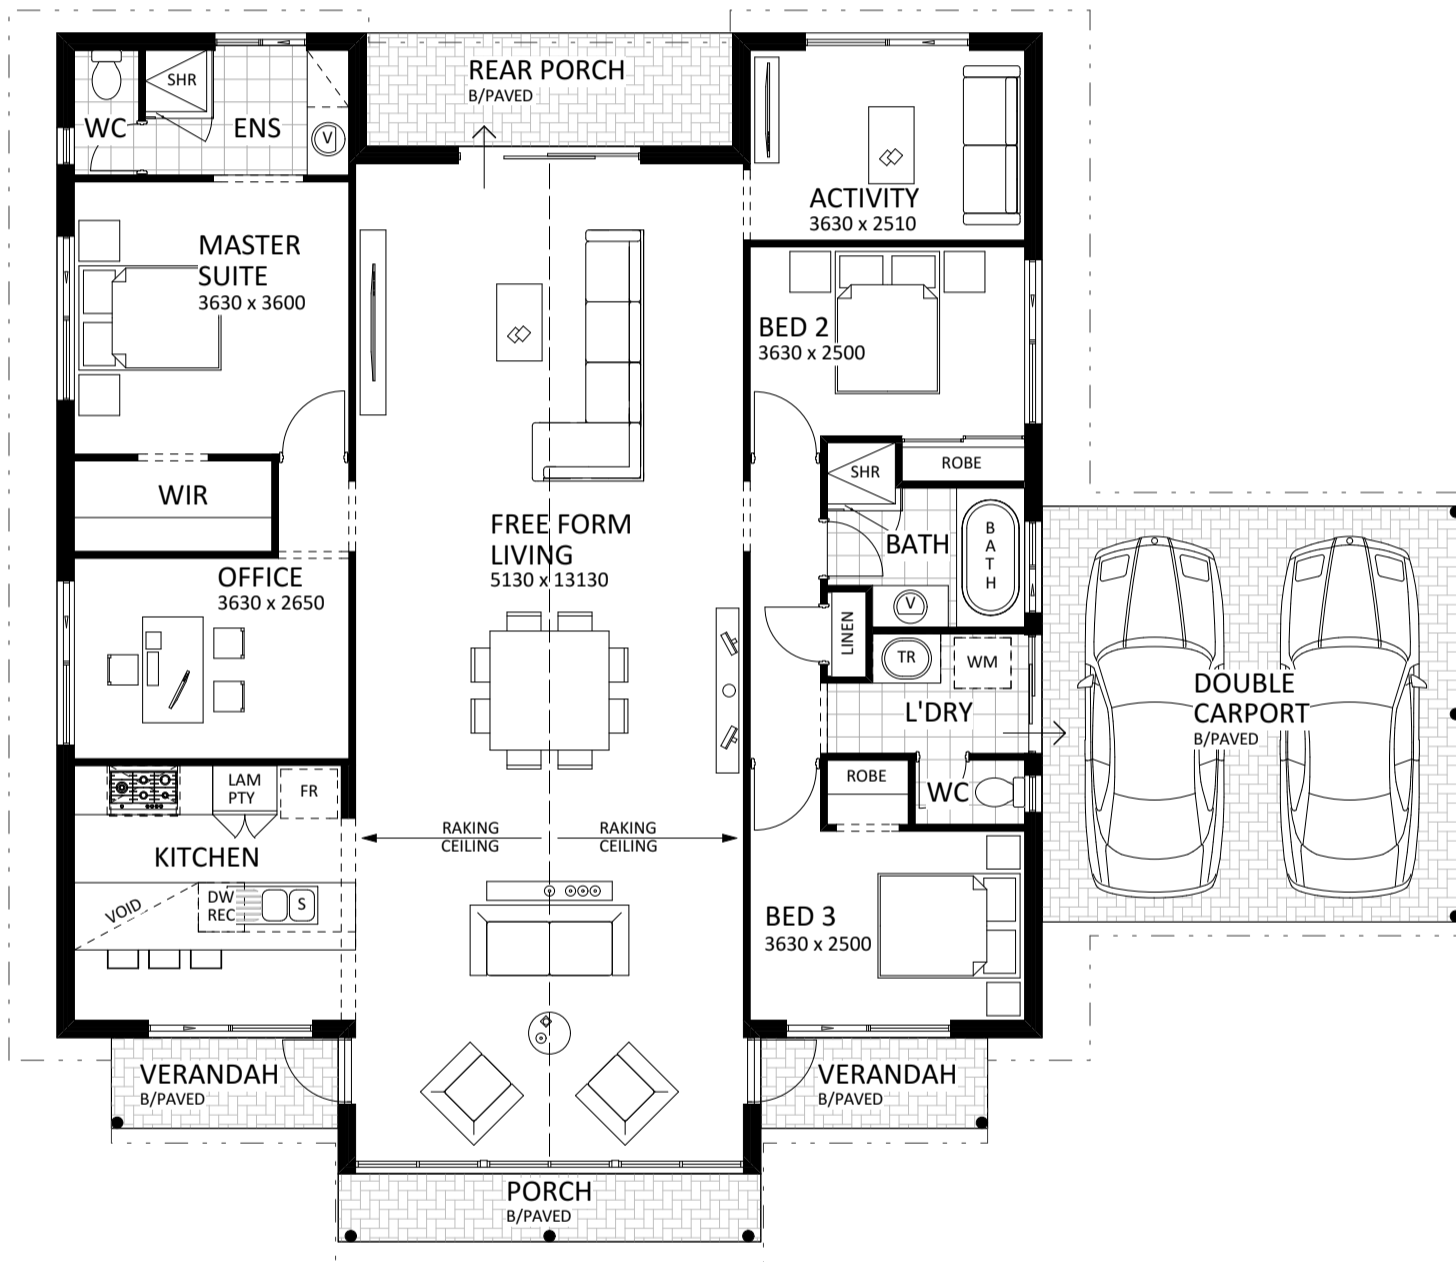 REAR PORCH
B/PAVED
SHR
WC
ENS
V
ACTIVITY
3630 x 2510
MASTER
SUITE
3630 x 3600
BED 2
3630 x 2500
WIR
SHR
ROBE
FREE FORM
LIVING
5130 x 13130
BATH
BATH
OFFICE
3630 x 2650
V
LINEN
TR
WM
L'DRY
DOUBLE
CARPORT
B/PAVED
LAM
PTY
FR
ROBE
WC
RAKING
CEILING
RAKING
CEILING
KITCHEN
VOID
DW
REC
S
BED 3
3630 x 2500
VERANDAH
B/PAVED
VERANDAH
B/PAVED
PORCH
B/PAVED